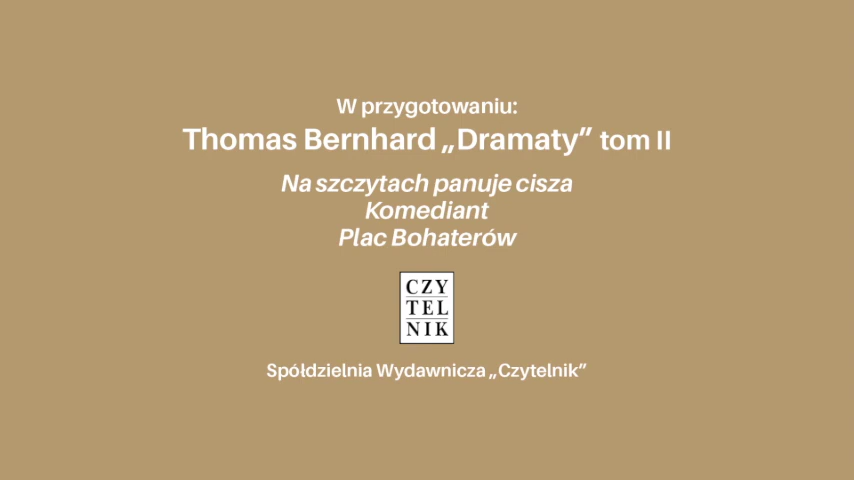 W przygotowaniu:
Thomas Bernhard „Dramaty” tom II
Na szczytach panuje cisza
Komediant
Plac Bohaterów
CZY
TEL
NIK
Spółdzielnia Wydawnicza „Czytelnik”